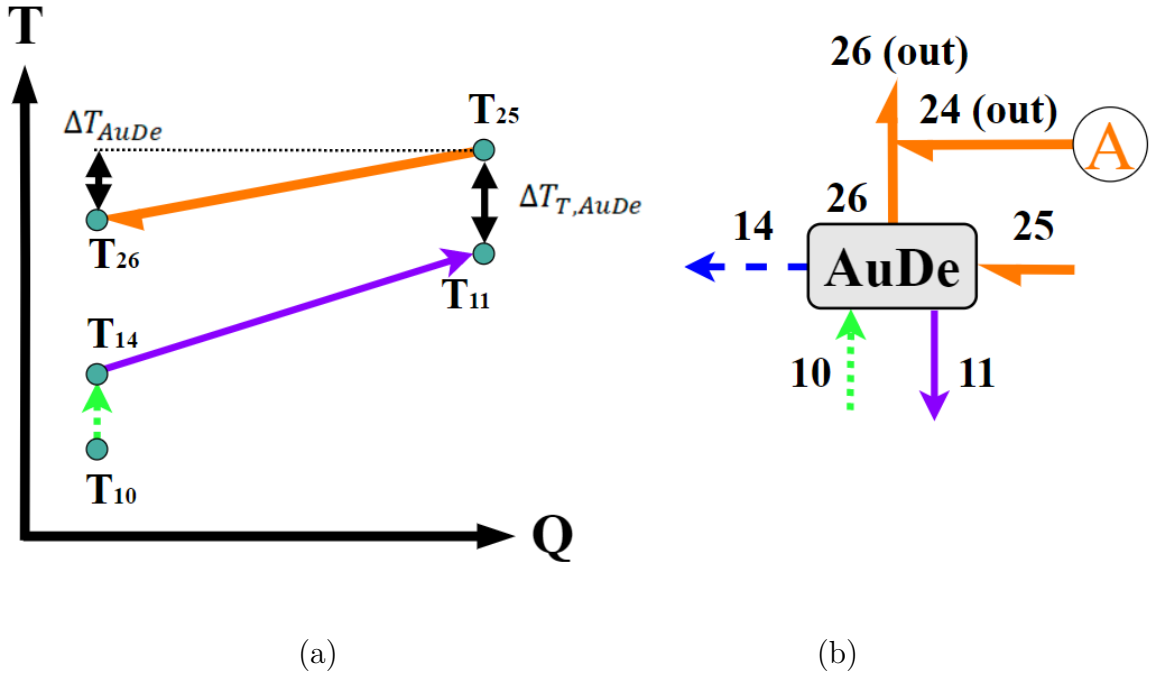 T
ΔT_AuDe
T₂₅
T₂₆
ΔT_T,AuDe
T₁₁
T₁₄
T₁₀
Q
(a)
26 (out)
24 (out)
A
26
14
25
AuDe
10
11
(b)